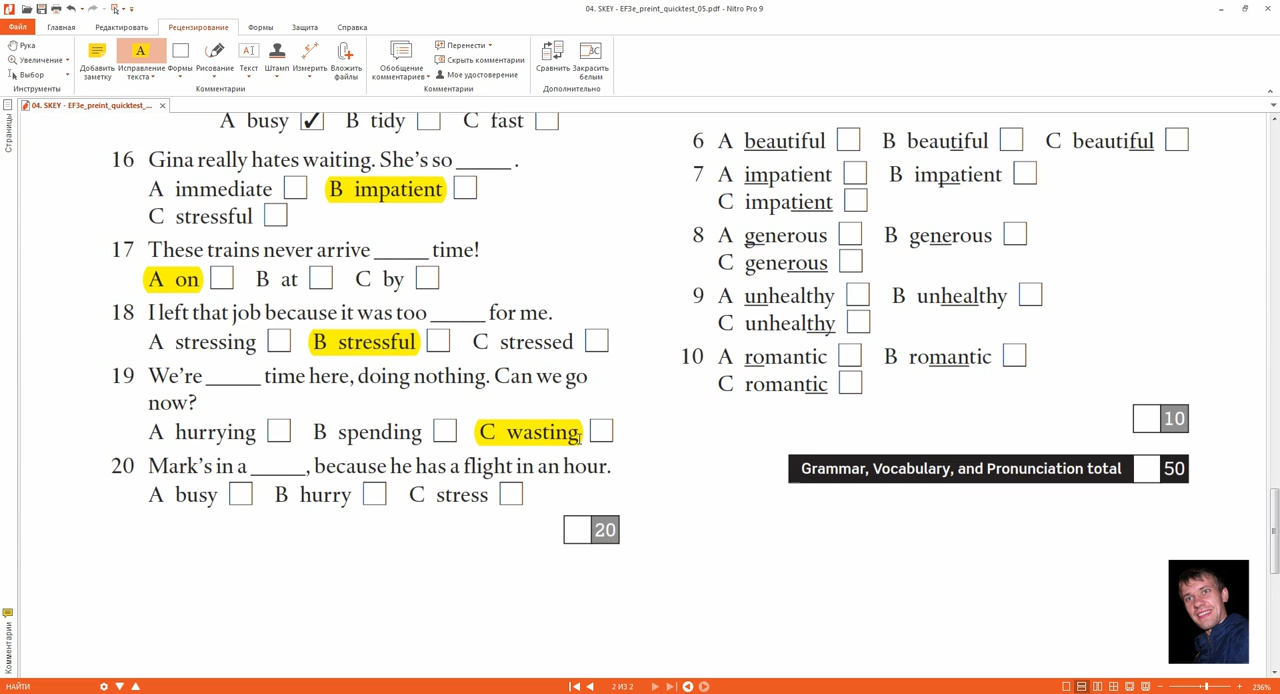 04. SKEY - EF3e_preint_quicktest_05.pdf - Nitro Pro 9
Файл Главная Редактировать Рецензирование Формы Защита Справка
Рука
Увеличение
Выбор
Инструменты
Добавить заметку
Исправление текста
Формы
Рисование
Текст
Штамп
Измерить
Вложить файлы
Комментарии
Обобщение комментариев
Перенести
Скрыть комментарии
Мое удостоверение
Комментарии
Сравнить
Закрасить белым
Дополнительно
04. SKEY - EF3e_preint_quicktest_...
Страницы
A busy ✓ B tidy C fast
16 Gina really hates waiting. She's so _____ .
A immediate B impatient
C stressful
17 These trains never arrive _____ time!
A on B at C by
18 I left that job because it was too _____ for me.
A stressing B stressful C stressed
19 We're _____ time here, doing nothing. Can we go
now?
A hurrying B spending C wasting
20 Mark's in a _____, because he has a flight in an hour.
A busy B hurry C stress
20
6 A beautiful B beautiful C beautiful
7 A impatient B impatient
C impatient
8 A generous B generous
C generous
9 A unhealthy B unhealthy
C unhealthy
10 A romantic B romantic
C romantic
10
Grammar, Vocabulary, and Pronunciation total 50
Комментарии
НАЙТИ
2 ИЗ 2
236%